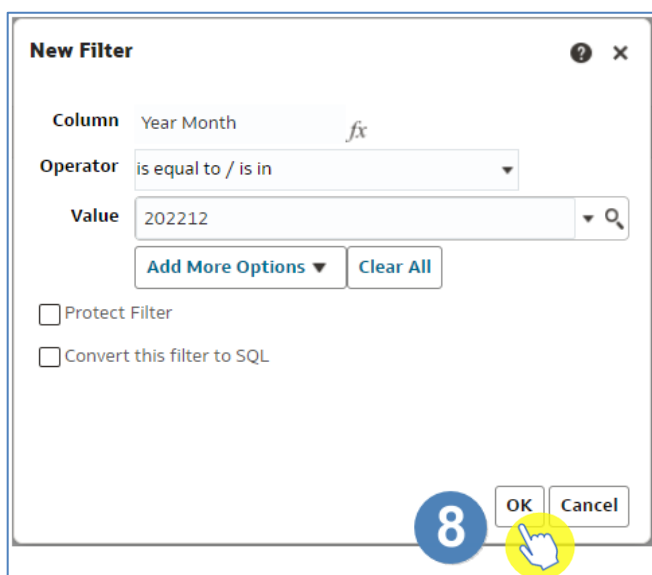 New Filter
Column Year Month fx
Operator is equal to / is in
Value 202212
Add More Options Clear All
Protect Filter
Convert this filter to SQL
OK Cancel
8